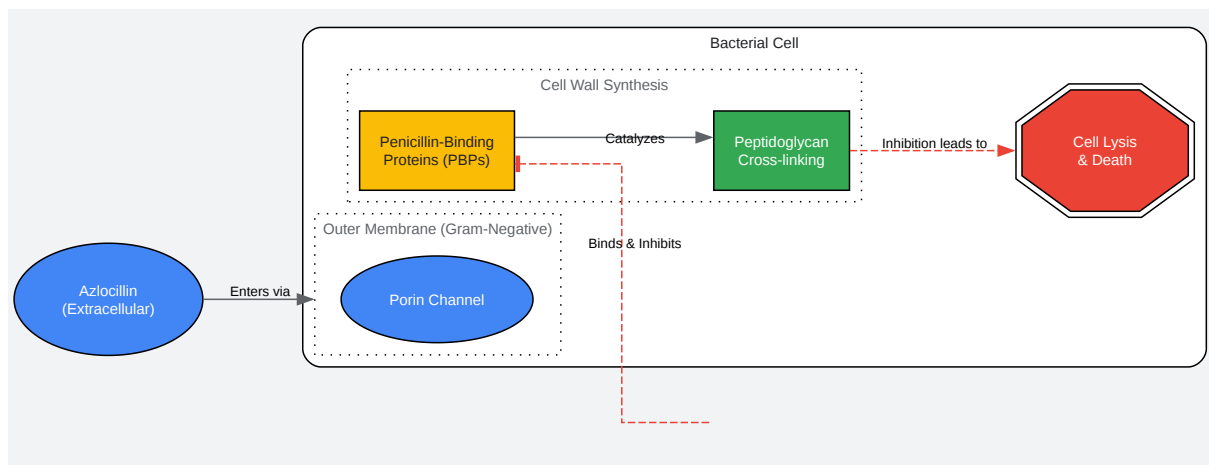 Bacterial Cell
Cell Wall Synthesis
Penicillin-Binding
Proteins (PBPs)
Catalyzes
Peptidoglycan
Cross-linking
Inhibition leads to
Cell Lysis
& Death
Outer Membrane (Gram-Negative)
Binds & Inhibits
Azlocillin
(Extracellular)
Enters via
Porin Channel